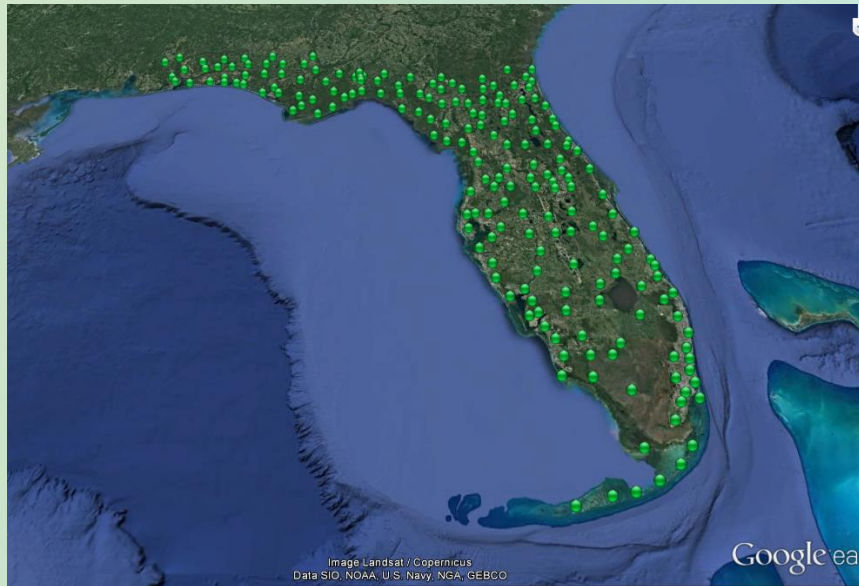 Image Landsat / Copernicus
Data SIO, NOAA, U.S. Navy, NGA, GEBCO
Google ea